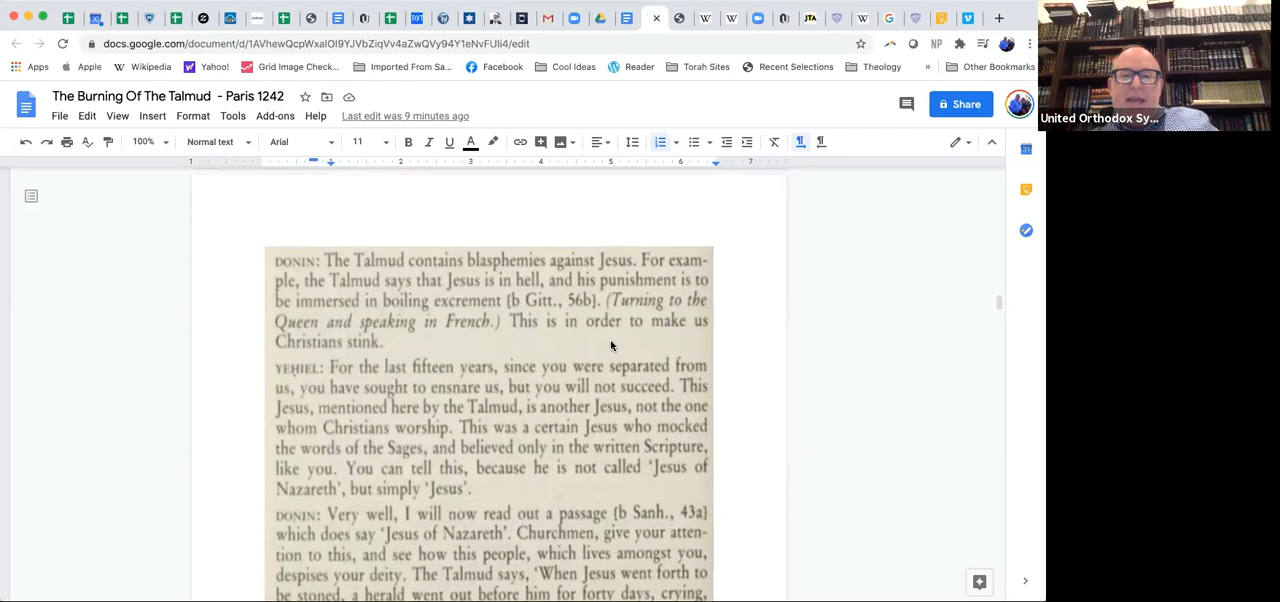 docs.google.com/document/d/1AVhewQcpWxaIOI9YJVbZiqVv4aZwQVy94Y1eNvFUIi4/edit
NP
Apps Apple Wikipedia Yahoo! Grid Image Check... Imported From Sa... Facebook Cool Ideas Reader Torah Sites Recent Selections Theology » Other Bookmarks
United Orthodox Sy...
The Burning Of The Talmud - Paris 1242
Share
File Edit View Insert Format Tools Add-ons Help Last edit was 9 minutes ago
100% Normal text Arial 11
1 1 2 3 4 5 6 7
DONIN: The Talmud contains blasphemies against Jesus. For exam-
ple, the Talmud says that Jesus is in hell, and his punishment is to
be immersed in boiling excrement [b Gitt., 56b]. (Turning to the
Queen and speaking in French.) This is in order to make us
Christians stink.
YEḤIEL: For the last fifteen years, since you were separated from
us, you have sought to ensnare us, but you will not succeed. This
Jesus, mentioned here by the Talmud, is another Jesus, not the one
whom Christians worship. This was a certain Jesus who mocked
the words of the Sages, and believed only in the written Scripture,
like you. You can tell this, because he is not called 'Jesus of
Nazareth', but simply 'Jesus'.
DONIN: Very well, I will now read out a passage [b Sanh., 43a]
which does say 'Jesus of Nazareth'. Churchmen, give your atten-
tion to this, and see how this people, which lives amongst you,
despises your deity. The Talmud says, 'When Jesus went forth to
be stoned, a herald went out before him for forty days, crying,